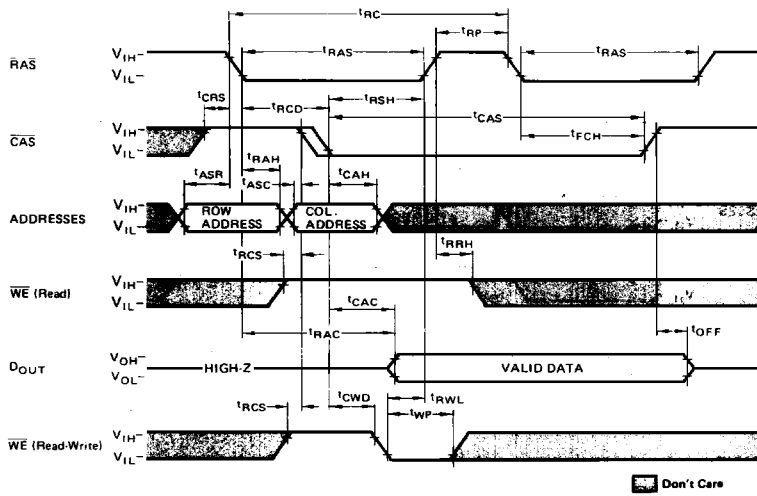 tRC
tRP
tRAS
tRAS
RAS
VIH
VIL
tCRS
tRCD
tRSH
tCAS
CAS
VIH
VIL
tFCH
tASR
tRAH
tASC
tCAH
ADDRESSES
VIH
VIL
ROW ADDRESS
COL. ADDRESS
tRCS
tRRH
WE (Read)
VIH
VIL
tCAC
tRAC
tOFF
DOUT
VOH
VOL
HIGH-Z
VALID DATA
tRCS
tCWD
tRWL
tWP
WE (Read-Write)
VIH
VIL
Don't Care